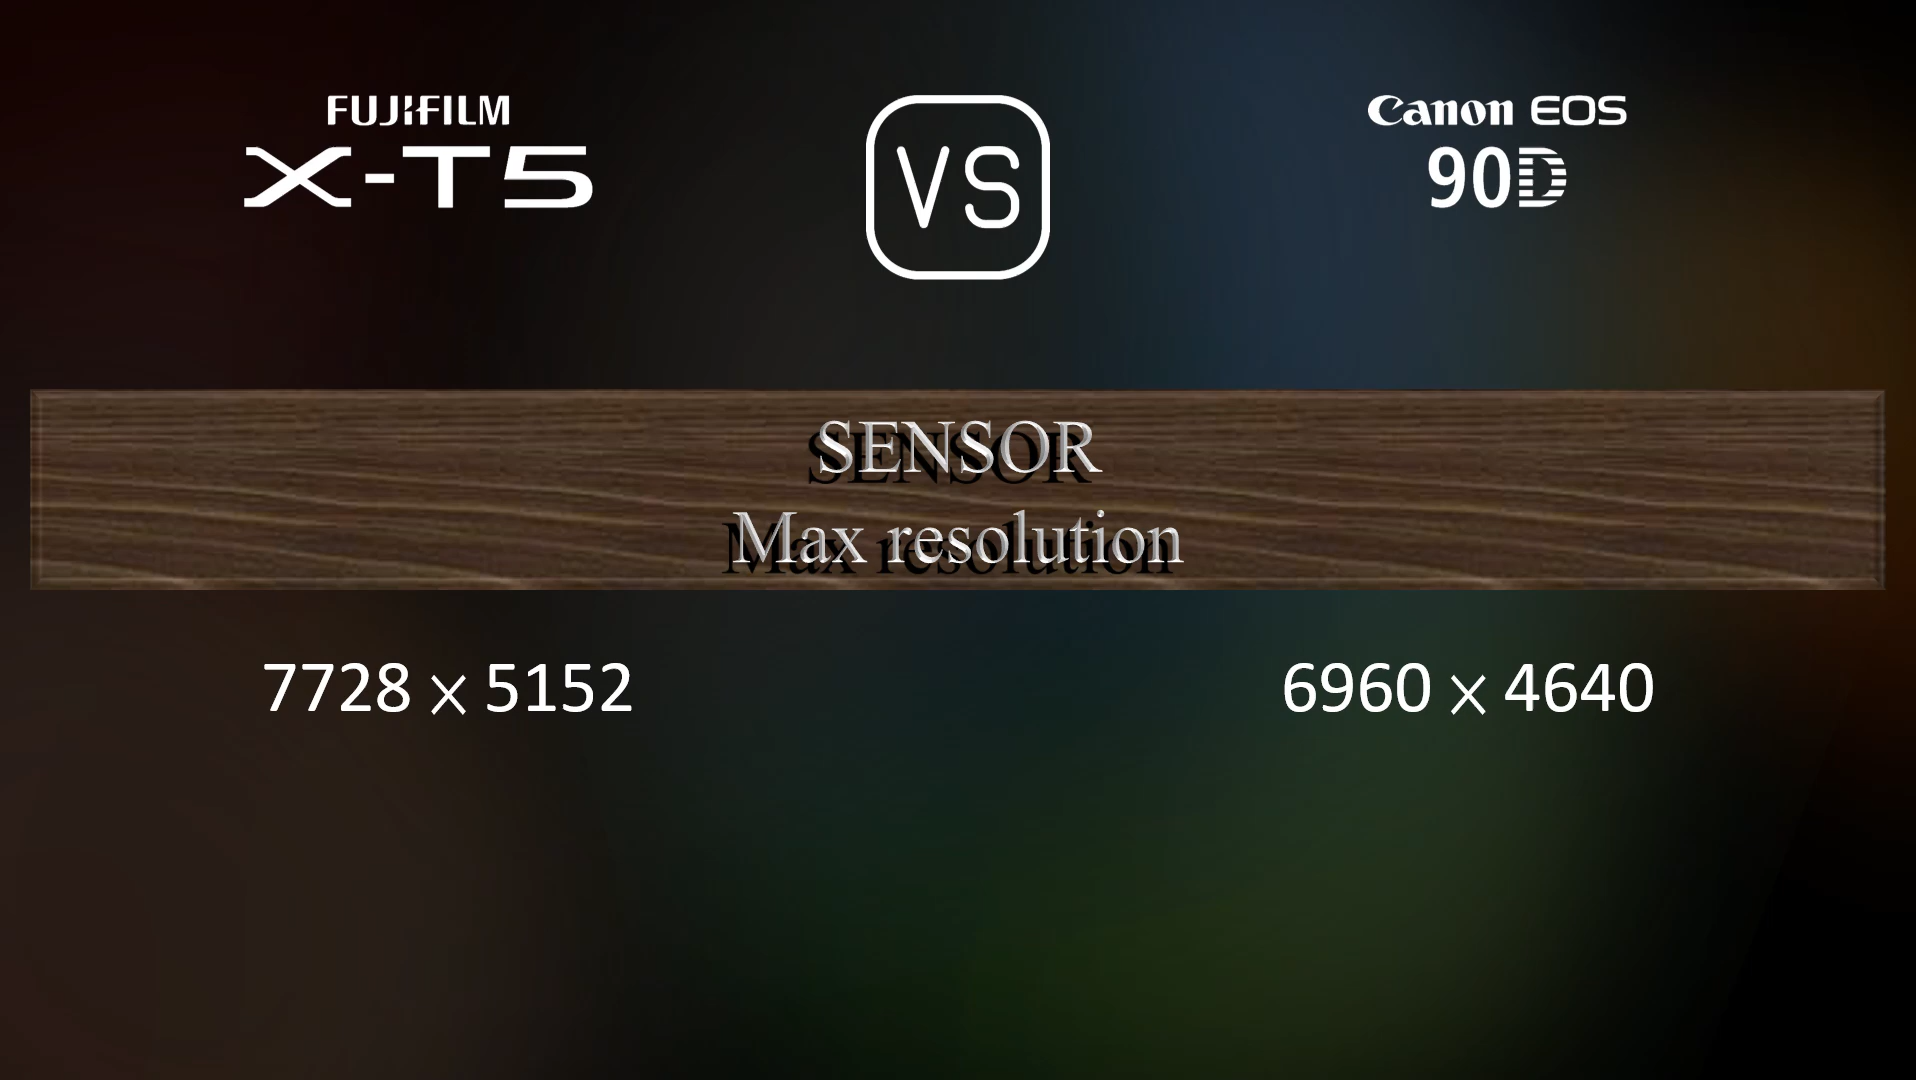 FUJIFILM
X-T5
VS
Canon EOS
90D
SENSOR
Max resolution
7728 x 5152
6960 x 4640